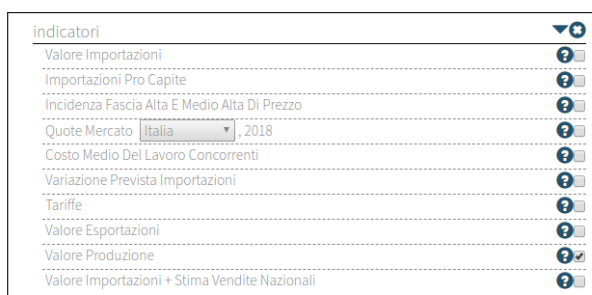 indicatori
Valore Importazioni
Importazioni Pro Capite
Incidenza Fascia Alta E Medio Alta Di Prezzo
Quote Mercato Italia , 2018
Costo Medio Del Lavoro Concorrenti
Variazione Prevista Importazioni
Tariffe
Valore Esportazioni
Valore Produzione
Valore Importazioni + Stima Vendite Nazionali